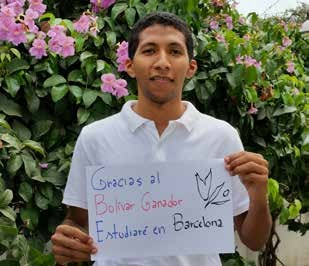 Gracias al
Bolívar Ganador
Estudiaré en Barcelona